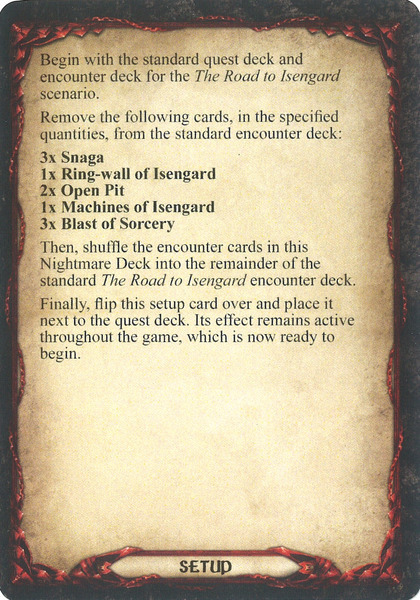 Begin with the standard quest deck and
encounter deck for the The Road to Isengard
scenario.
Remove the following cards, in the specified
quantities, from the standard encounter deck:
3x Snaga
1x Ring-wall of Isengard
2x Open Pit
1x Machines of Isengard
3x Blast of Sorcery
Then, shuffle the encounter cards in this
Nightmare Deck into the remainder of the
standard The Road to Isengard encounter deck.
Finally, flip this setup card over and place it
next to the quest deck. Its effect remains active
throughout the game, which is now ready to
begin.
SETUP